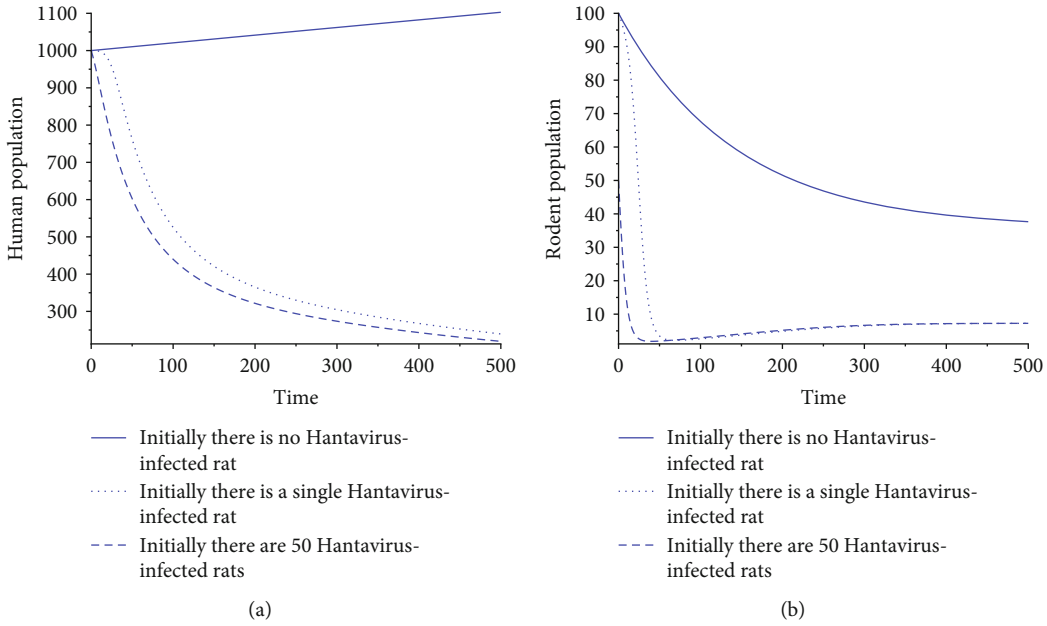 1100
1000
900
800
700
600
500
400
300
Human population
0 100 200 300 400 500
Time
Initially there is no Hantavirus-
infected rat
Initially there is a single Hantavirus-
infected rat
Initially there are 50 Hantavirus-
infected rats
(a)
100
90
80
70
60
50
40
30
20
10
Rodent population
0 100 200 300 400 500
Time
Initially there is no Hantavirus-
infected rat
Initially there is a single Hantavirus-
infected rat
Initially there are 50 Hantavirus-
infected rats
(b)